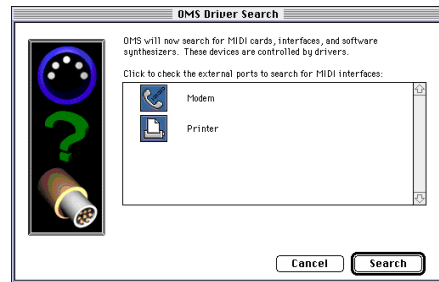 OMS Driver Search
OMS will now search for MIDI cards, interfaces, and software
synthesizers. These devices are controlled by drivers.
Click to check the external ports to search for MIDI interfaces:
Modem
Printer
Cancel
Search